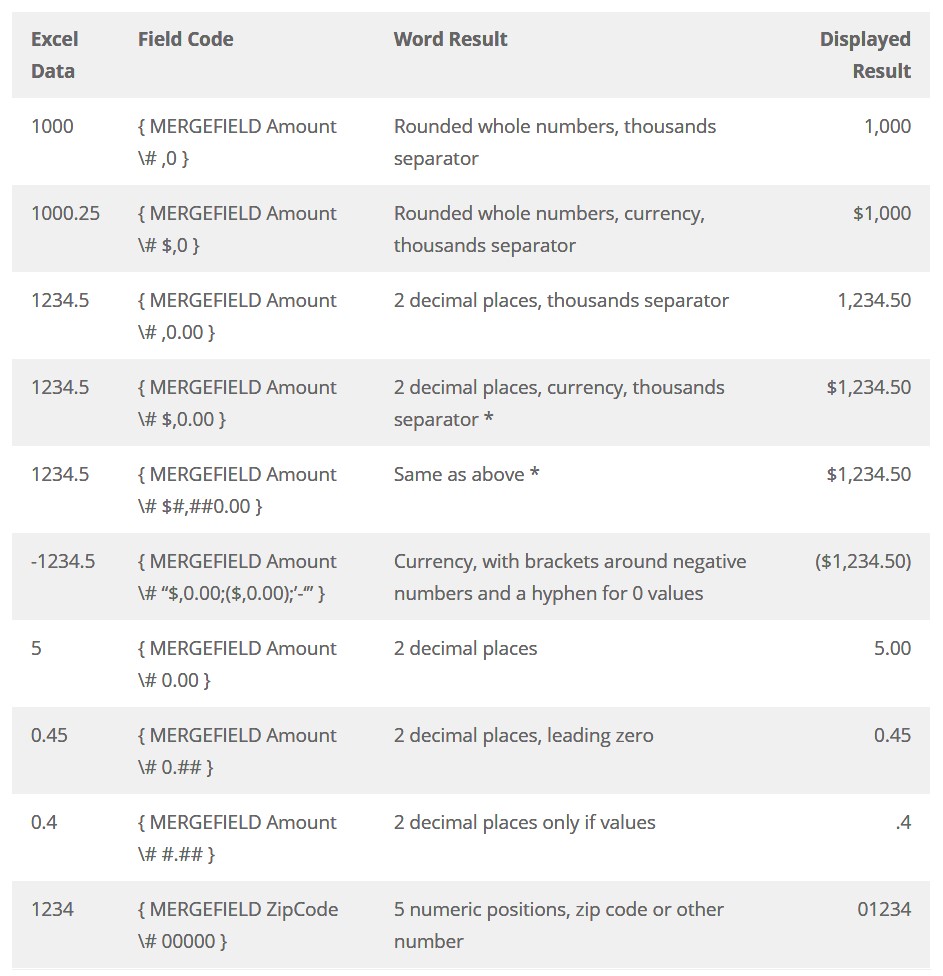 Excel Data Field Code Word Result Displayed Result
1000 { MERGEFIELD Amount Rounded whole numbers, thousands 1,000
\# ,0 } separator
1000.25 { MERGEFIELD Amount Rounded whole numbers, currency, $1,000
\# $,0 } thousands separator
1234.5 { MERGEFIELD Amount 2 decimal places, thousands separator 1,234.50
\# ,0.00 }
1234.5 { MERGEFIELD Amount 2 decimal places, currency, thousands $1,234.50
\# $,0.00 } separator *
1234.5 { MERGEFIELD Amount Same as above * $1,234.50
\# $#,##0.00 }
-1234.5 { MERGEFIELD Amount Currency, with brackets around negative ($1,234.50)
\# “$,0.00;($,0.00);’-‘” } numbers and a hyphen for 0 values
5 { MERGEFIELD Amount 2 decimal places 5.00
\# 0.00 }
0.45 { MERGEFIELD Amount 2 decimal places, leading zero 0.45
\# 0.## }
0.4 { MERGEFIELD Amount 2 decimal places only if values .4
\# #.## }
1234 { MERGEFIELD ZipCode 5 numeric positions, zip code or other 01234
\# 00000 } number